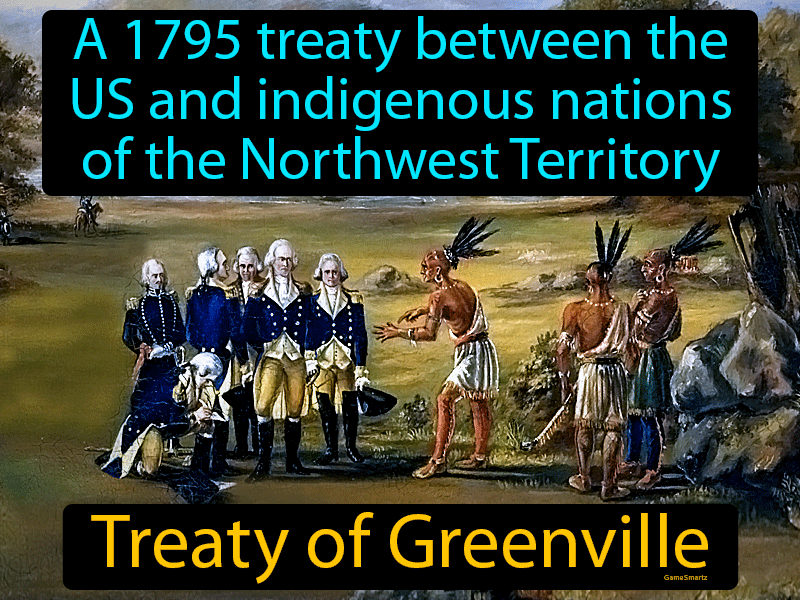 A 1795 treaty between the
US and indigenous nations
of the Northwest Territory
Treaty of Greenville
GameSmartz